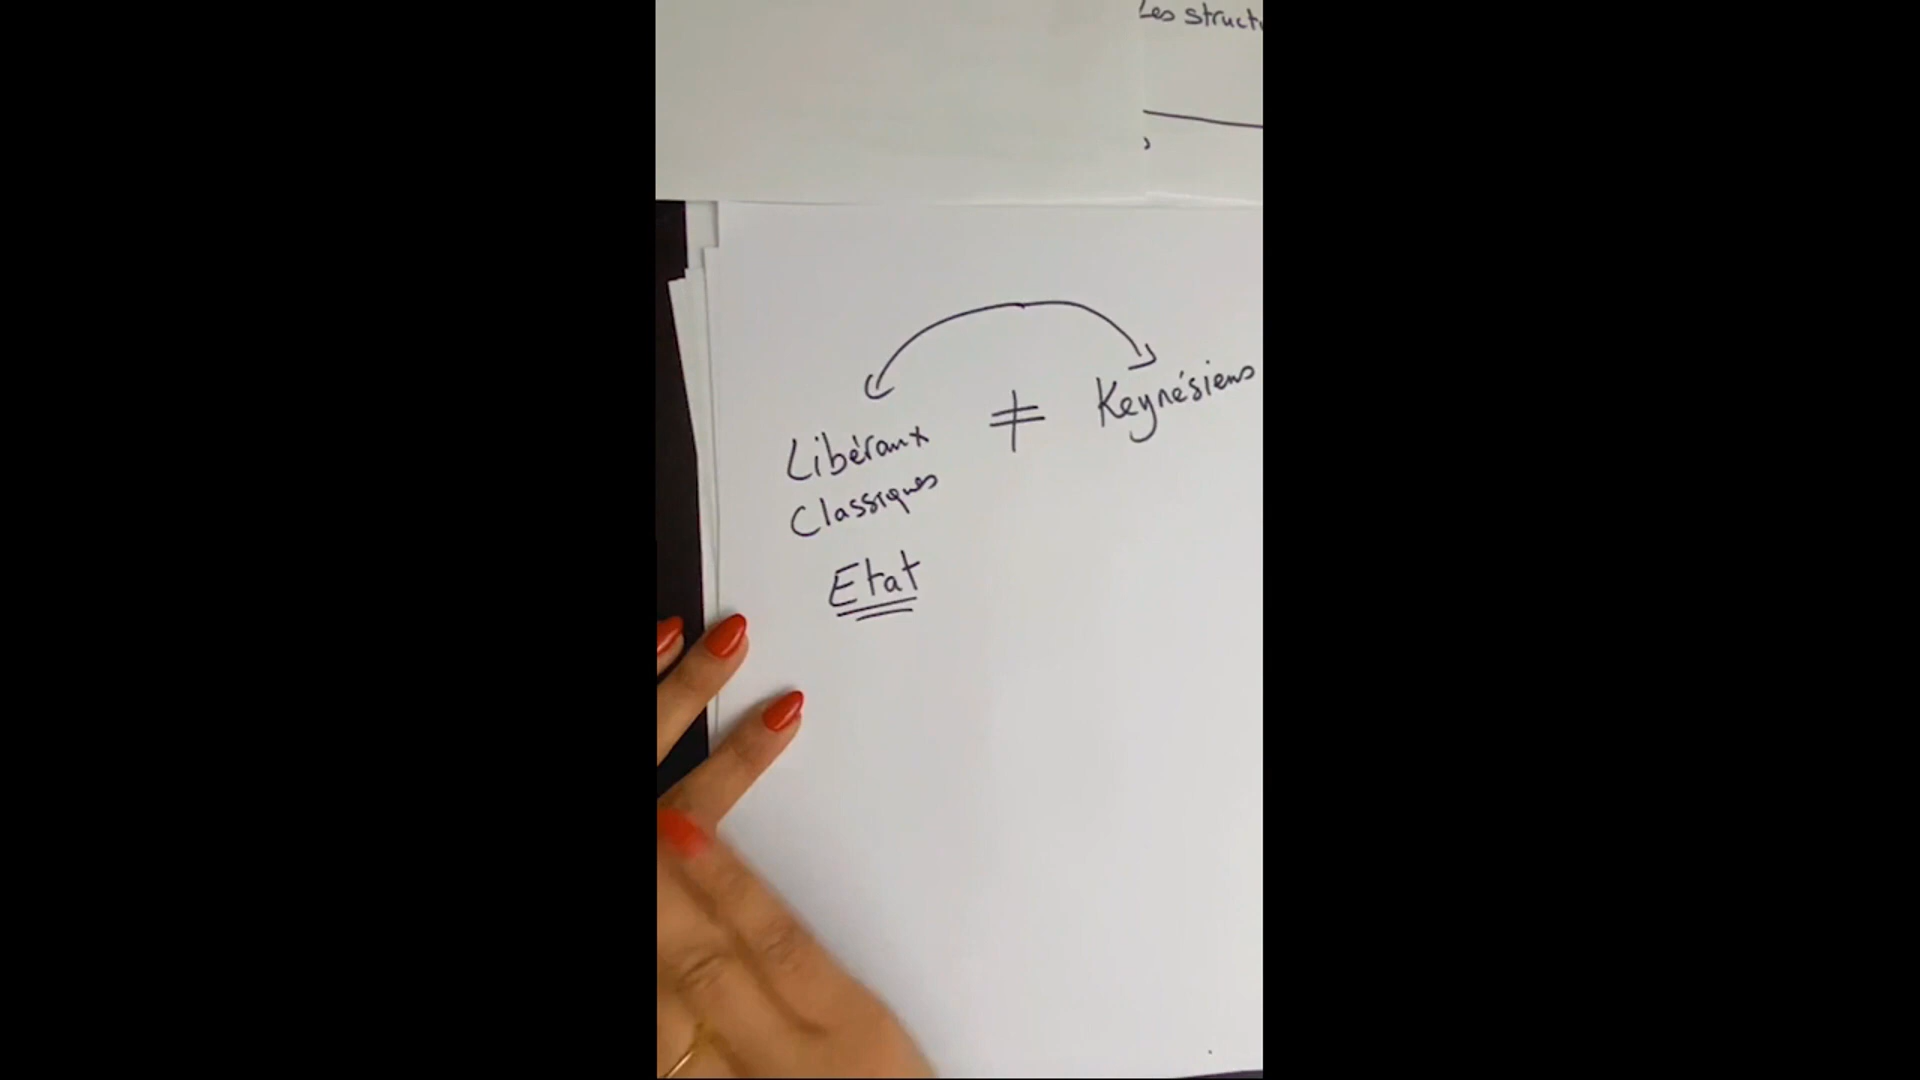 Les struct
Libéraux ≠ Keynésiens
Classiques
Etat